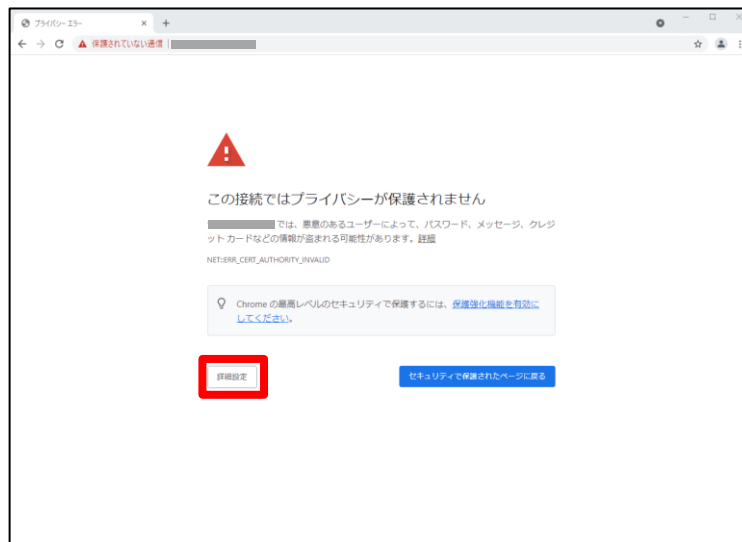 プライバシー エラー
保護されていない通信
この接続ではプライバシーが保護されません
では、悪意のあるユーザーによって、パスワード、メッセージ、クレジ
ット カードなどの情報が盗まれる可能性があります。詳細
NET::ERR_CERT_AUTHORITY_INVALID
Chrome の最高レベルのセキュリティで保護するには、保護強化機能を有効に
してください。
詳細設定
セキュリティで保護されたページに戻る